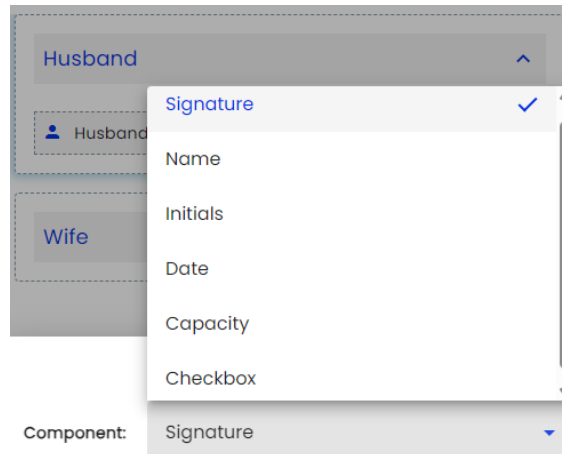 Husband
Signature
Husband
Name
Initials
Wife
Date
Capacity
Checkbox
Component:
Signature